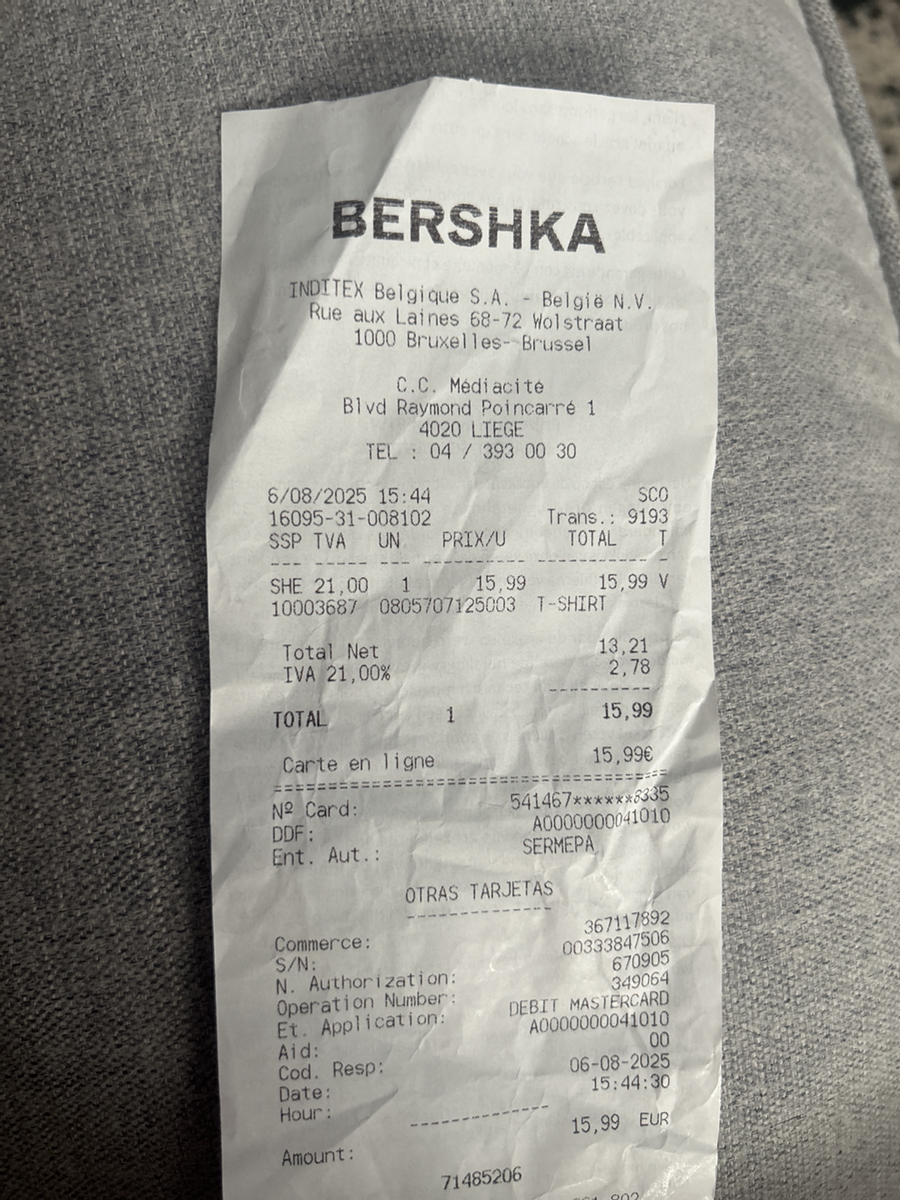 BERSHKA
INDITEX Belgique S.A. - België N.V.
Rue aux Laines 68-72 Wolstraat
1000 Bruxelles- Brussel
C.C. Médiacité
Blvd Raymond Poincarré 1
4020 LIEGE
TEL : 04 / 393 00 30
6/08/2025 15:44 SCO
16095-31-008102 Trans.: 9193
SSP TVA UN PRIX/U TOTAL T
--- ----- --- ---------- ------------ -
SHE 21,00 1 15,99 15,99 V
10003687 0805707125003 T-SHIRT
Total Net 13,21
IVA 21,00% 2,78
------------
TOTAL 1 15,99
Carte en ligne 15,99€
======================================
Nº Card: 541467******6335
DDF: A0000000041010
Ent. Aut.: SERMEPA
OTRAS TARJETAS
----------------
Commerce: 367117892
S/N: 00333847506
N. Authorization: 670905
Operation Number: 349064
Et. Application: DEBIT MASTERCARD
Aid: A0000000041010
Cod. Resp: 00
Date: 06-08-2025
Hour: 15:44:30
----------------
Amount: 15,99 EUR
71485206